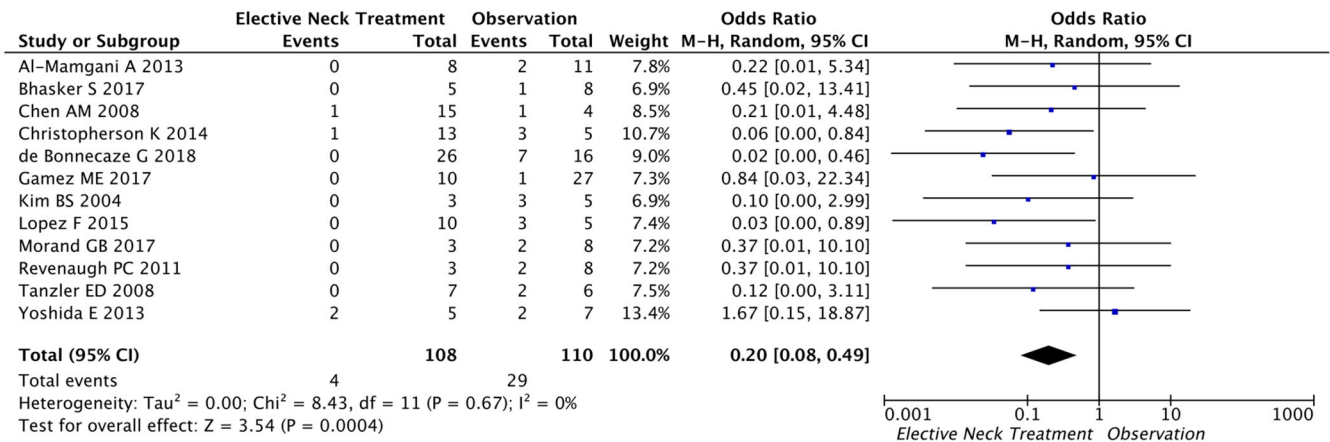 Elective Neck Treatment Observation Odds Ratio Odds Ratio
Study or Subgroup Events Total Events Total Weight M-H, Random, 95% CI M-H, Random, 95% CI
Al-Mamgani A 2013 0 8 2 11 7.8% 0.22 [0.01, 5.34]
Bhasker S 2017 0 5 1 8 6.9% 0.45 [0.02, 13.41]
Chen AM 2008 1 15 1 4 8.5% 0.21 [0.01, 4.48]
Christopherson K 2014 1 13 3 5 10.7% 0.06 [0.00, 0.84]
de Bonnecaze G 2018 0 26 7 16 9.0% 0.02 [0.00, 0.46]
Gamez ME 2017 0 10 1 27 7.3% 0.84 [0.03, 22.34]
Kim BS 2004 0 3 3 5 6.9% 0.10 [0.00, 2.99]
Lopez F 2015 0 10 3 5 7.4% 0.03 [0.00, 0.89]
Morand GB 2017 0 3 2 8 7.2% 0.37 [0.01, 10.10]
Revenaugh PC 2011 0 3 2 8 7.2% 0.37 [0.01, 10.10]
Tanzler ED 2008 0 7 2 6 7.5% 0.12 [0.00, 3.11]
Yoshida E 2013 2 5 2 7 13.4% 1.67 [0.15, 18.87]
Total (95% CI) 108 110 100.0% 0.20 [0.08, 0.49]
Total events 4 29
Heterogeneity: Tau² = 0.00; Chi² = 8.43, df = 11 (P = 0.67); I² = 0%
Test for overall effect: Z = 3.54 (P = 0.0004)
0.001 0.1 1 10 1000
Elective Neck Treatment Observation